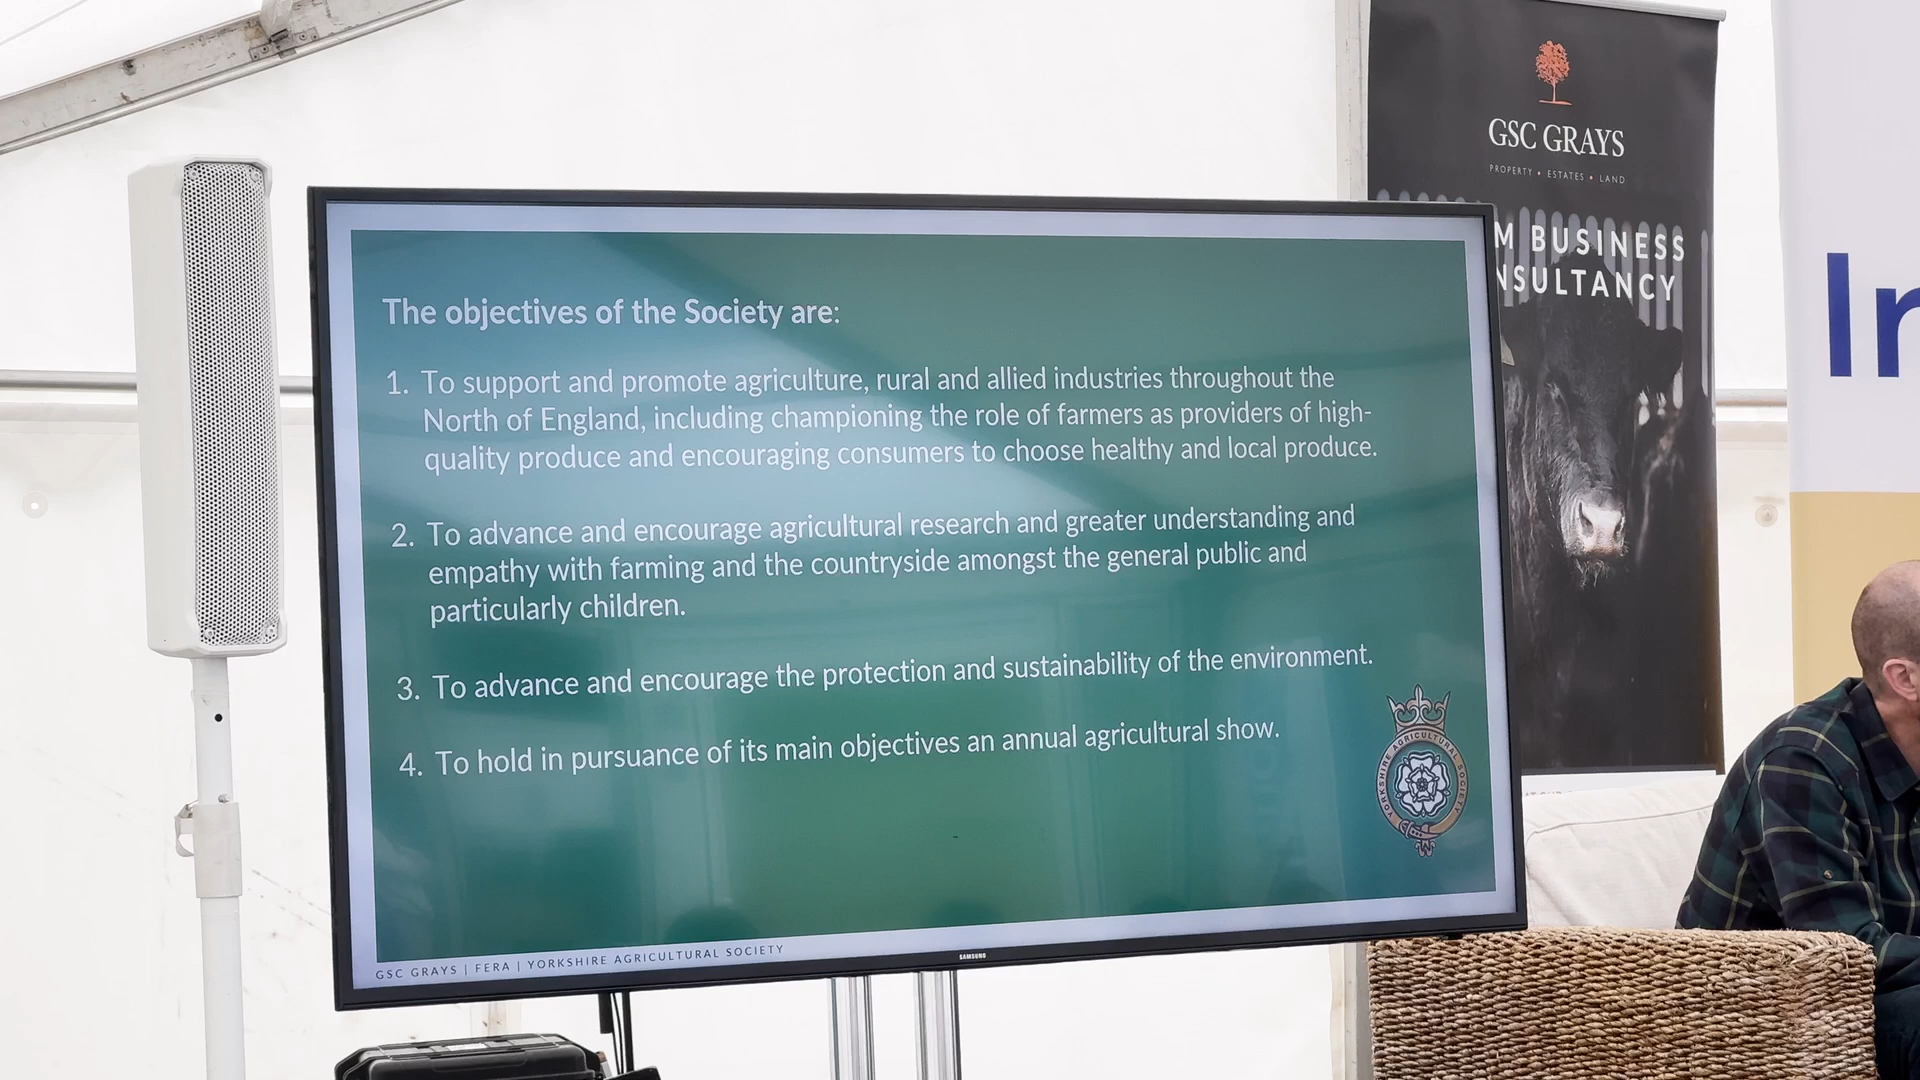 GSC GRAYS
PROPERTY • ESTATES • LAND
M BUSINESS
NSULTANCY
In
The objectives of the Society are:
1. To support and promote agriculture, rural and allied industries throughout the
North of England, including championing the role of farmers as providers of high-
quality produce and encouraging consumers to choose healthy and local produce.
2. To advance and encourage agricultural research and greater understanding and
empathy with farming and the countryside amongst the general public and
particularly children.
3. To advance and encourage the protection and sustainability of the environment.
4. To hold in pursuance of its main objectives an annual agricultural show.
YORKSHIRE AGRICULTURAL SOCIETY
GSC GRAYS | FERA | YORKSHIRE AGRICULTURAL SOCIETY
SAMSUNG